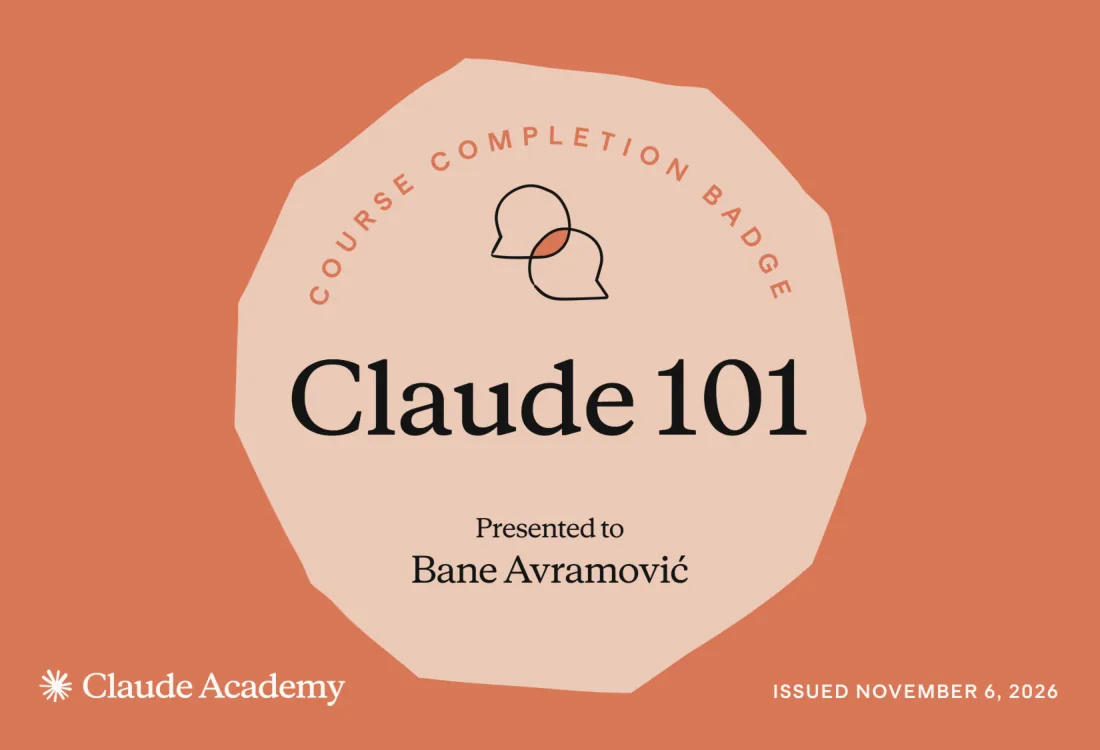 COURSE COMPLETION BADGE
Claude 101
Presented to
Bane Avramović
Claude Academy
ISSUED NOVEMBER 6, 2026